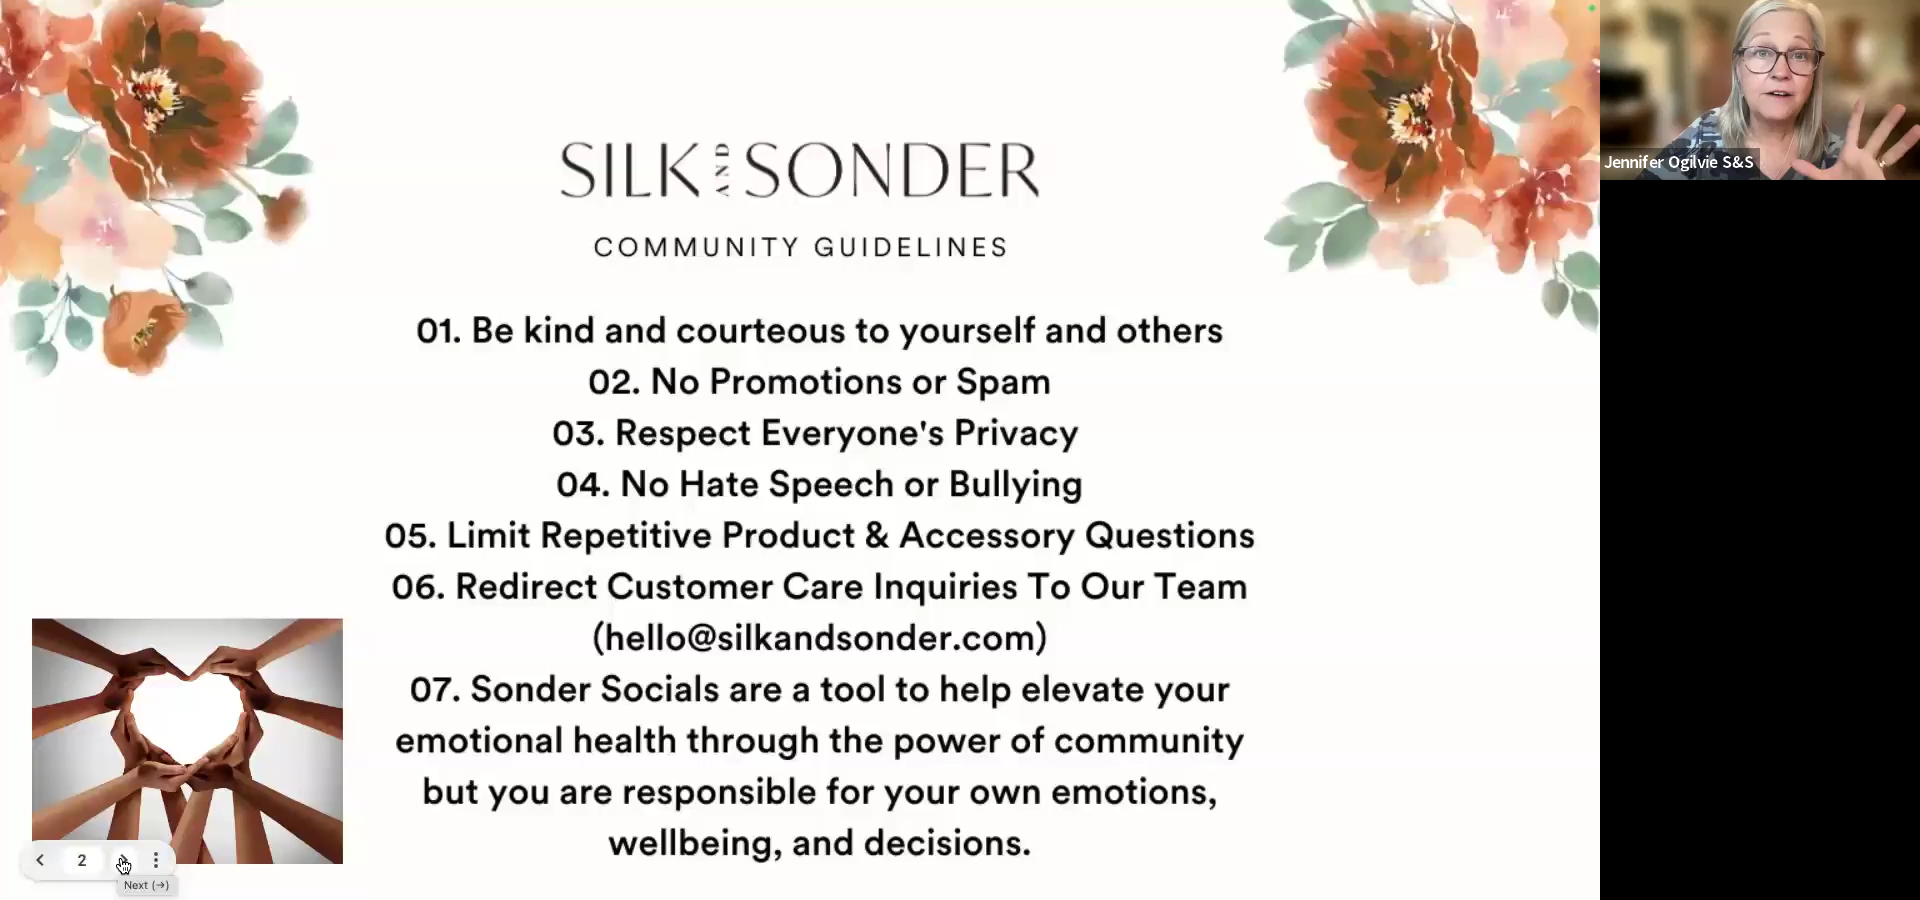 SILK AND SONDER
COMMUNITY GUIDELINES
01. Be kind and courteous to yourself and others
02. No Promotions or Spam
03. Respect Everyone's Privacy
04. No Hate Speech or Bullying
05. Limit Repetitive Product & Accessory Questions
06. Redirect Customer Care Inquiries To Our Team
(hello@silkandsonder.com)
07. Sonder Socials are a tool to help elevate your
emotional health through the power of community
but you are responsible for your own emotions,
wellbeing, and decisions.
Jennifer Ogilvie S&S
2
Next (→)